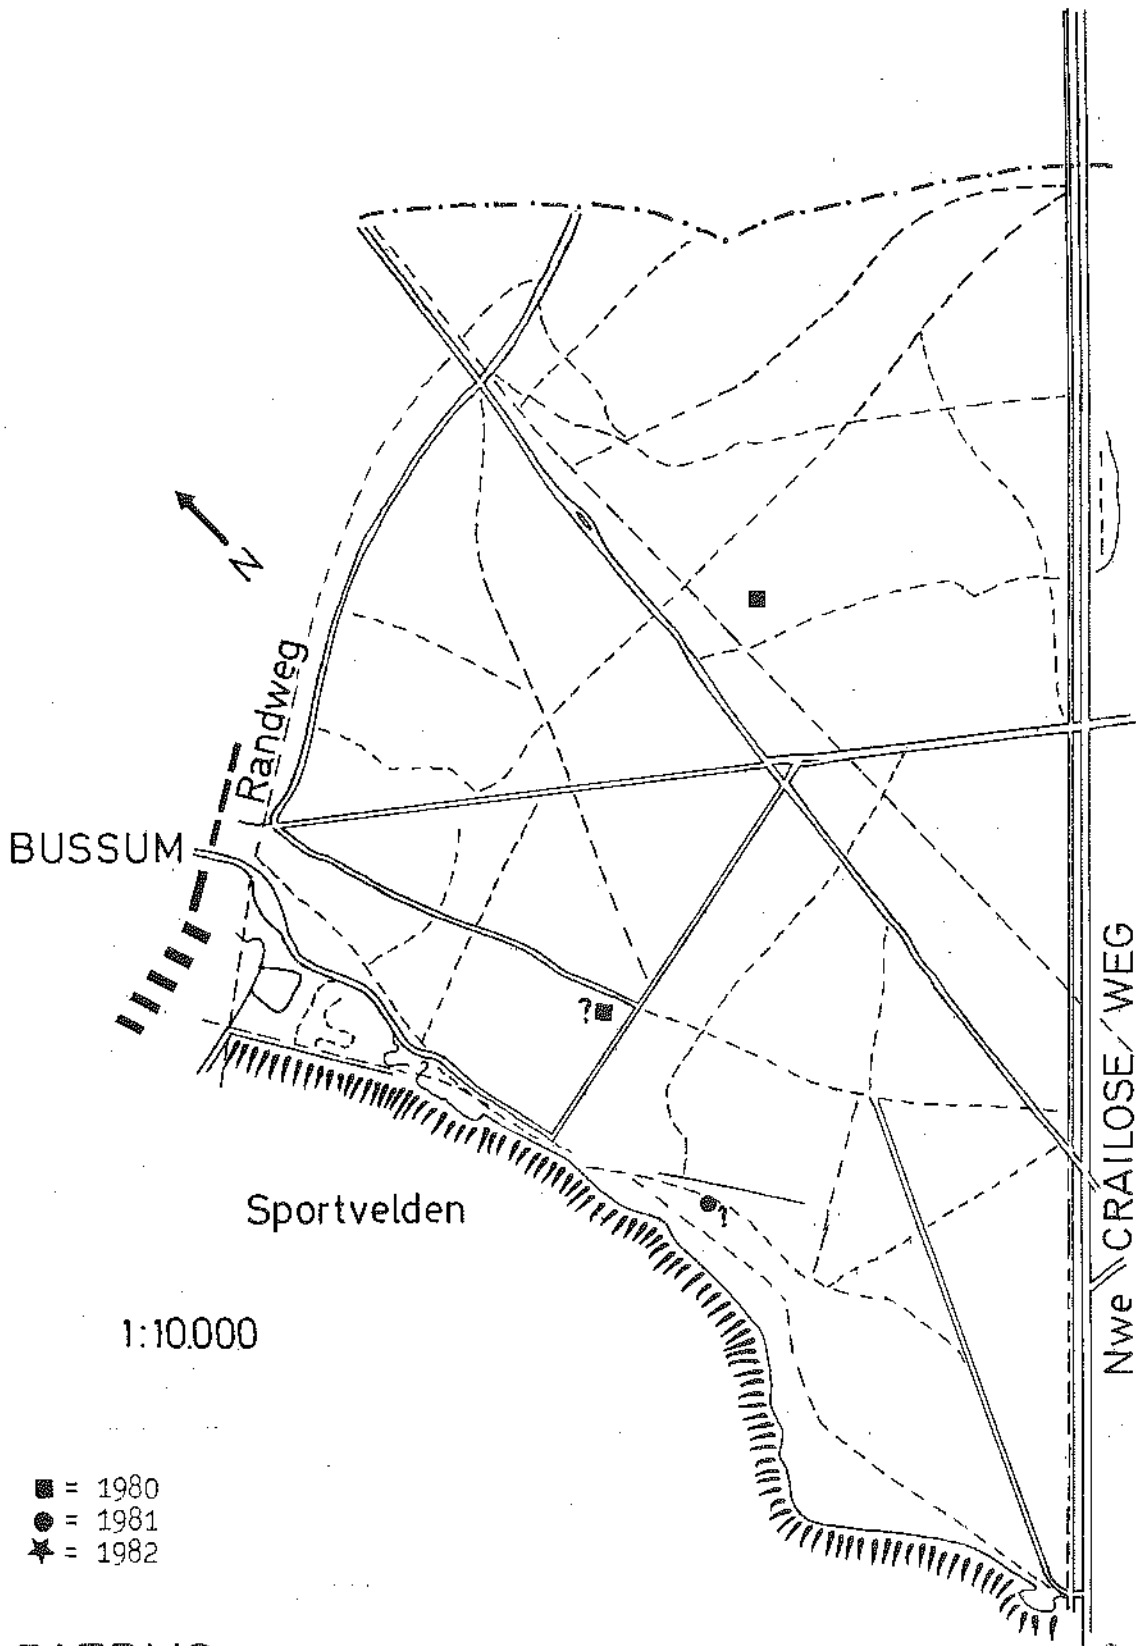 N
Randweg
BUSSUM
?
?
Sportvelden
Nwe CRAILOSE WEG
1:10.000
■ = 1980
● = 1981
★ = 1982